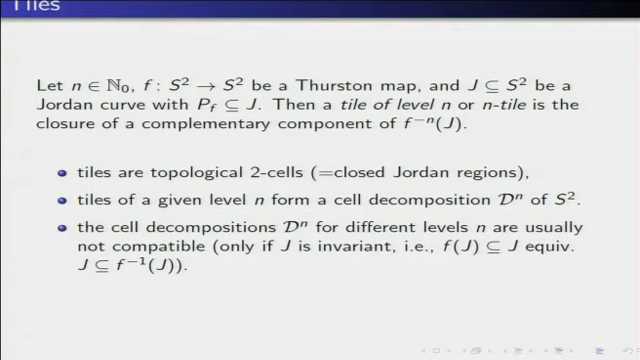 Tiles
Let n ∈ ℕ₀, f : S² → S² be a Thurston map, and J ⊆ S² be a
Jordan curve with P_f ⊆ J. Then a tile of level n or n-tile is the
closure of a complementary component of f⁻ⁿ(J).
tiles are topological 2-cells (=closed Jordan regions),
tiles of a given level n form a cell decomposition 𝒟ⁿ of S².
the cell decompositions 𝒟ⁿ for different levels n are usually
not compatible (only if J is invariant, i.e., f(J) ⊆ J equiv.
J ⊆ f⁻¹(J)).